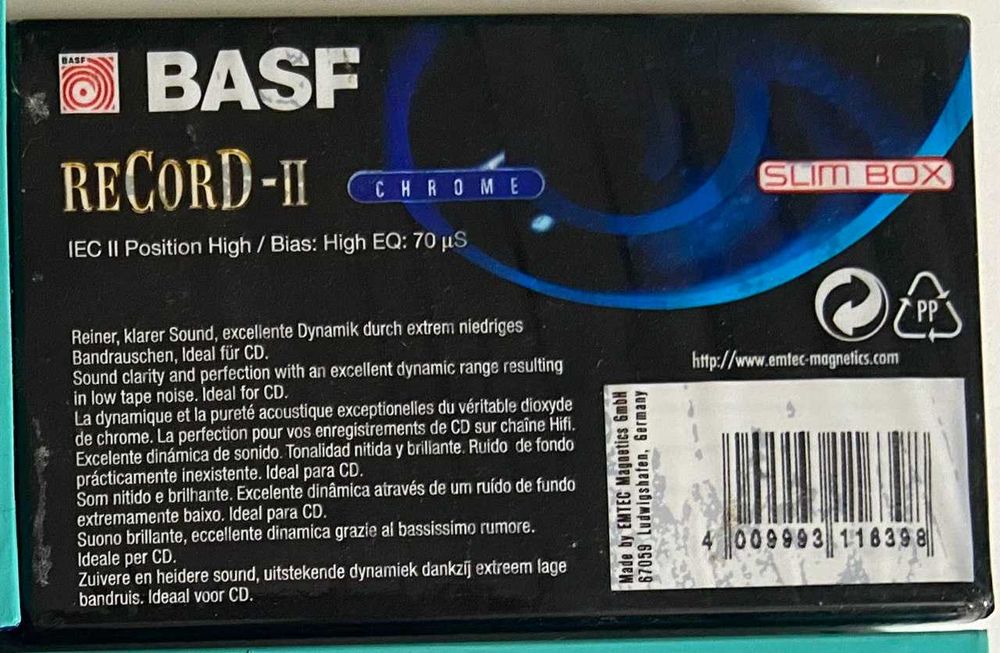 BASF
BASF
RECORD-II
CHROME
SLIM BOX
IEC II Position High / Bias: High EQ: 70 µS
PP
http://www.emtec-magnetics.com
Reiner, klarer Sound, excellente Dynamik durch extrem niedriges
Bandrauschen, Ideal für CD.
Sound clarity and perfection with an excellent dynamic range resulting
in low tape noise. Ideal for CD.
La dynamique et la pureté acoustique exceptionelles du véritable dioxyde
de chrome. La perfection pour vos enregistrements de CD sur chaîne Hifi.
Excelente dinámica de sonido. Tonalidad nitida y briliante. Ruido de fondo
prácticamente inexistente. Ideal para CD.
Som nitido e brilhante. Excelente dinâmica através de um ruído de fundo
extremamente baixo. Ideal para CD.
Suono brillante, eccellente dinamica grazie al bassissimo rumore.
Ideale per CD.
Zuivere en heidere sound, uitstekende dynamiek dankzij extreem lage
bandruis. Ideaal voor CD.
Made by EMTEC Magnetics GmbH
67059 Ludwigshafen, Germany
4 009993 116398